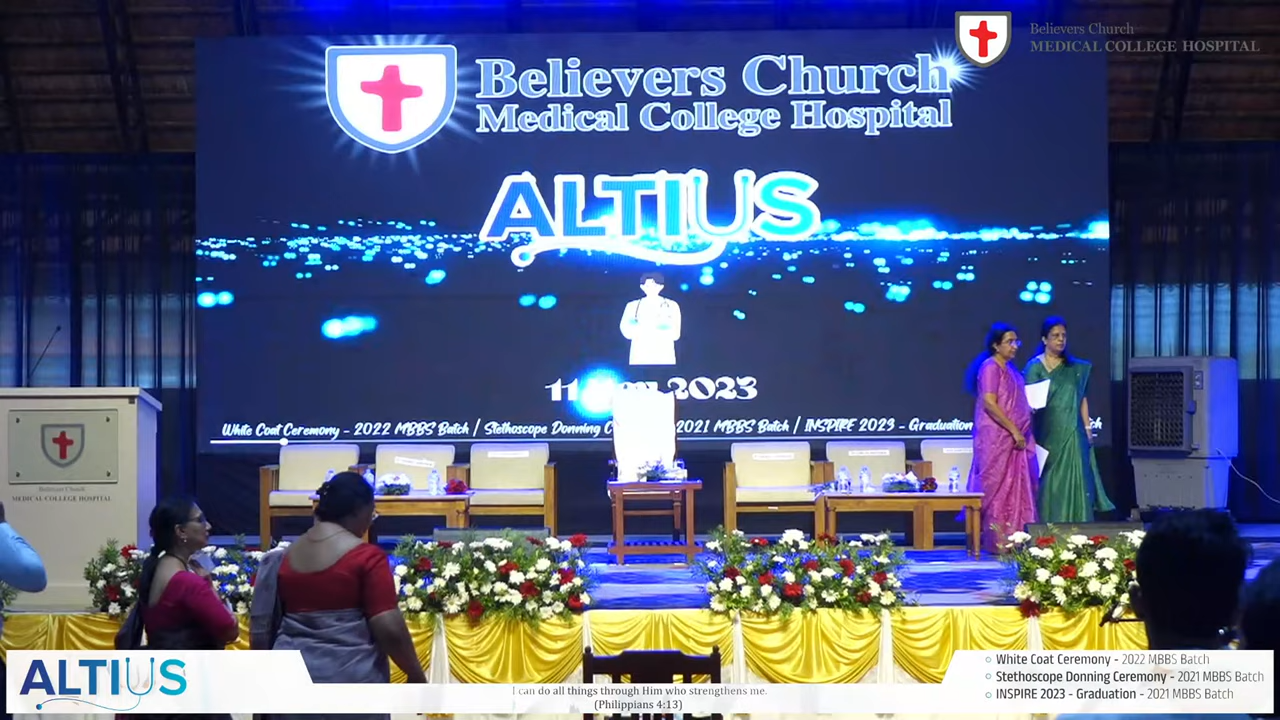 Believers Church
MEDICAL COLLEGE HOSPITAL
Believers Church
Medical College Hospital
ALTIUS
11
2023
White Coat Ceremony - 2022 MBBS Batch / Stethoscope Donning
2021 MBBS Batch / INSPIRE 2023 - Graduation
Believers Church
MEDICAL COLLEGE HOSPITAL
ALTIUS
I can do all things through Him who strengthens me.
(Philippians 4:13)
White Coat Ceremony - 2022 MBBS Batch
Stethoscope Donning Ceremony - 2021 MBBS Batch
INSPIRE 2023 - Graduation - 2021 MBBS Batch